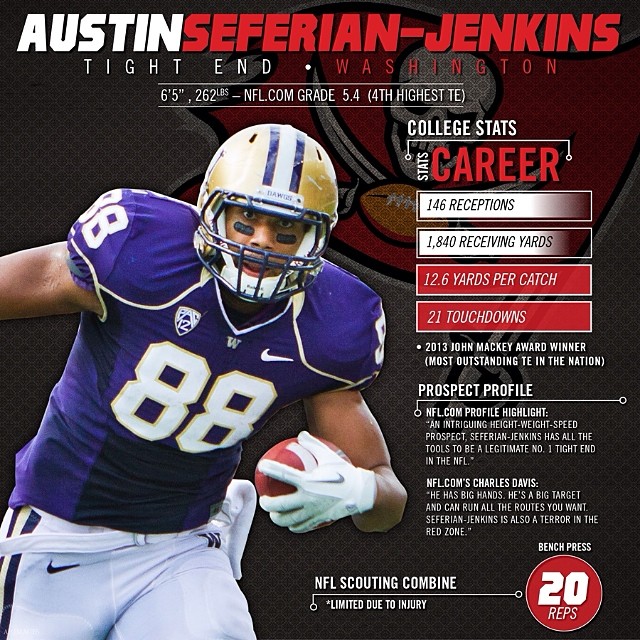 AUSTIN SEFERIAN-JENKINS
TIGHT END • WASHINGTON
6'5", 262LBS – NFL.COM GRADE 5.4 (4TH HIGHEST TE)
COLLEGE STATS
STATS CAREER
146 RECEPTIONS
1,840 RECEIVING YARDS
12.6 YARDS PER CATCH
21 TOUCHDOWNS
• 2013 JOHN MACKEY AWARD WINNER
(MOST OUTSTANDING TE IN THE NATION)
PROSPECT PROFILE
NFL.COM PROFILE HIGHLIGHT:
"AN INTRIGUING HEIGHT-WEIGHT-SPEED
PROSPECT, SEFERIAN-JENKINS HAS ALL THE
TOOLS TO BE A LEGITIMATE NO. 1 TIGHT END
IN THE NFL."
NFL.COM'S CHARLES DAVIS:
"HE HAS BIG HANDS. HE'S A BIG TARGET
AND CAN RUN ALL THE ROUTES YOU WANT.
SEFERIAN-JENKINS IS ALSO A TERROR IN THE
RED ZONE."
BENCH PRESS
20
REPS
NFL SCOUTING COMBINE
*LIMITED DUE TO INJURY
DAWGS
88
PAC 12
W
88
88
W